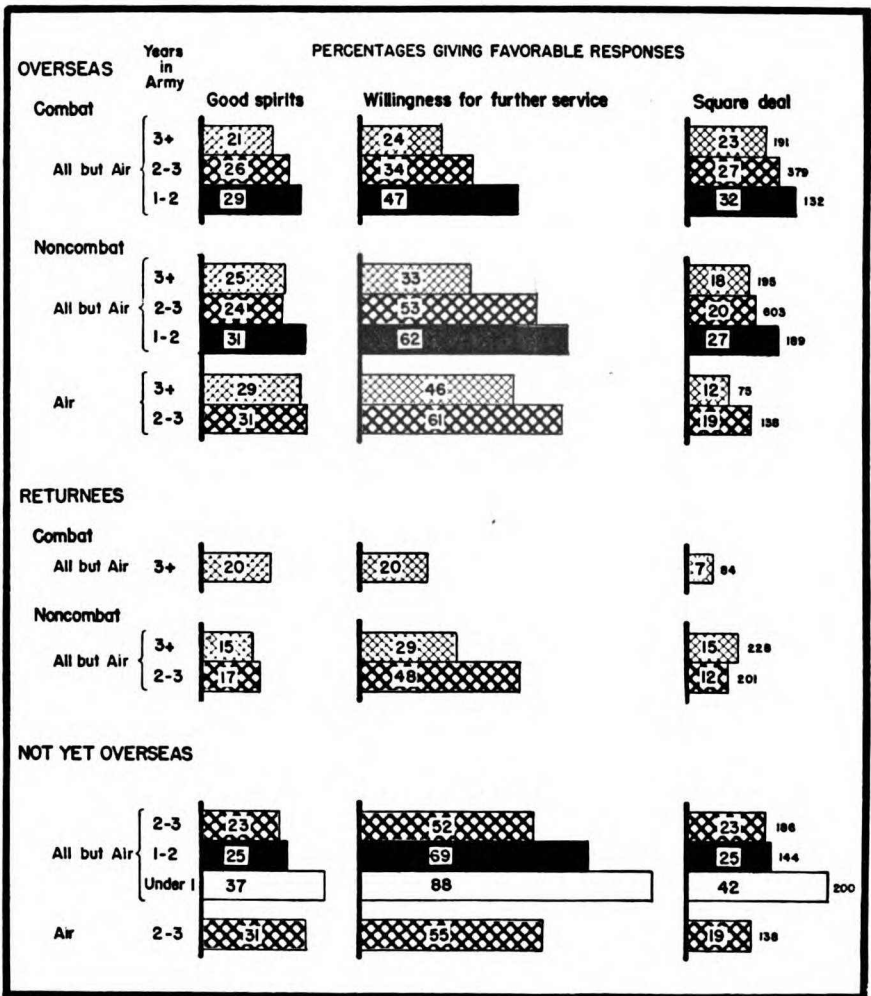 PERCENTAGES GIVING FAVORABLE RESPONSES
Years
in
Army
OVERSEAS
Good spirits Willingness for further service Square deal
Combat
3+ 21 24 23 191
All but Air 2-3 26 34 27 379
1-2 29 47 32 132
Noncombat
3+ 25 33 18 195
All but Air 2-3 24 53 20 603
1-2 31 62 27 189
3+ 29 46 12 75
Air 2-3 31 61 19 138
RETURNEES
Combat
All but Air 3+ 20 20 7 84
Noncombat
3+ 15 29 15 228
All but Air 2-3 17 48 12 201
NOT YET OVERSEAS
2-3 23 52 23 186
All but Air 1-2 25 69 25 144
Under 1 37 88 42 200
Air 2-3 31 55 19 138